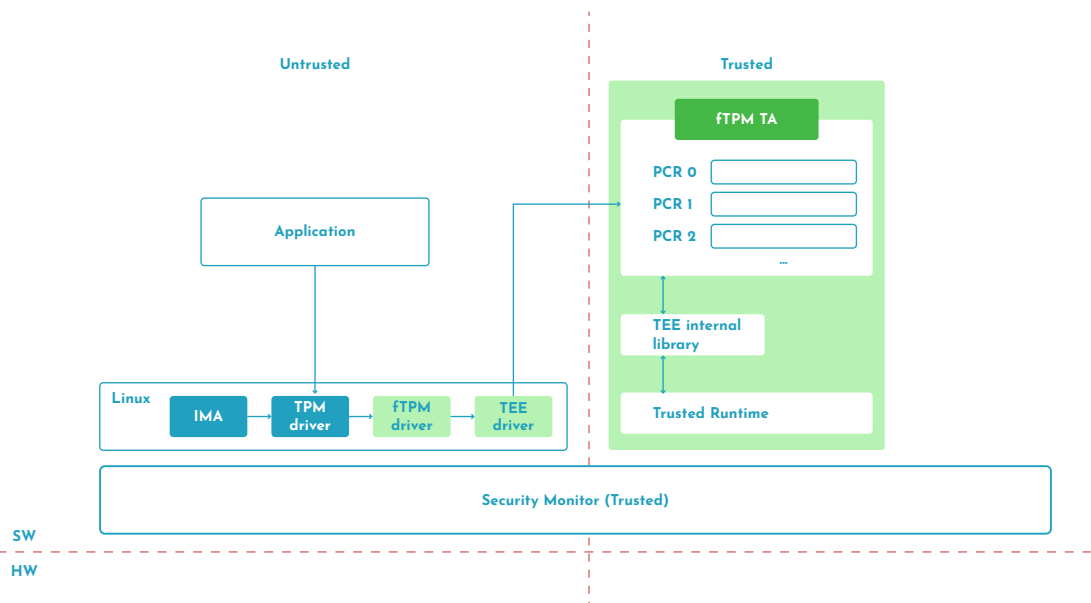 Untrusted
Trusted
fTPM TA
PCR 0
PCR 1
PCR 2
...
Application
TEE internal
library
Linux
IMA
TPM
driver
fTPM
driver
TEE
driver
Trusted Runtime
Security Monitor (Trusted)
SW
HW